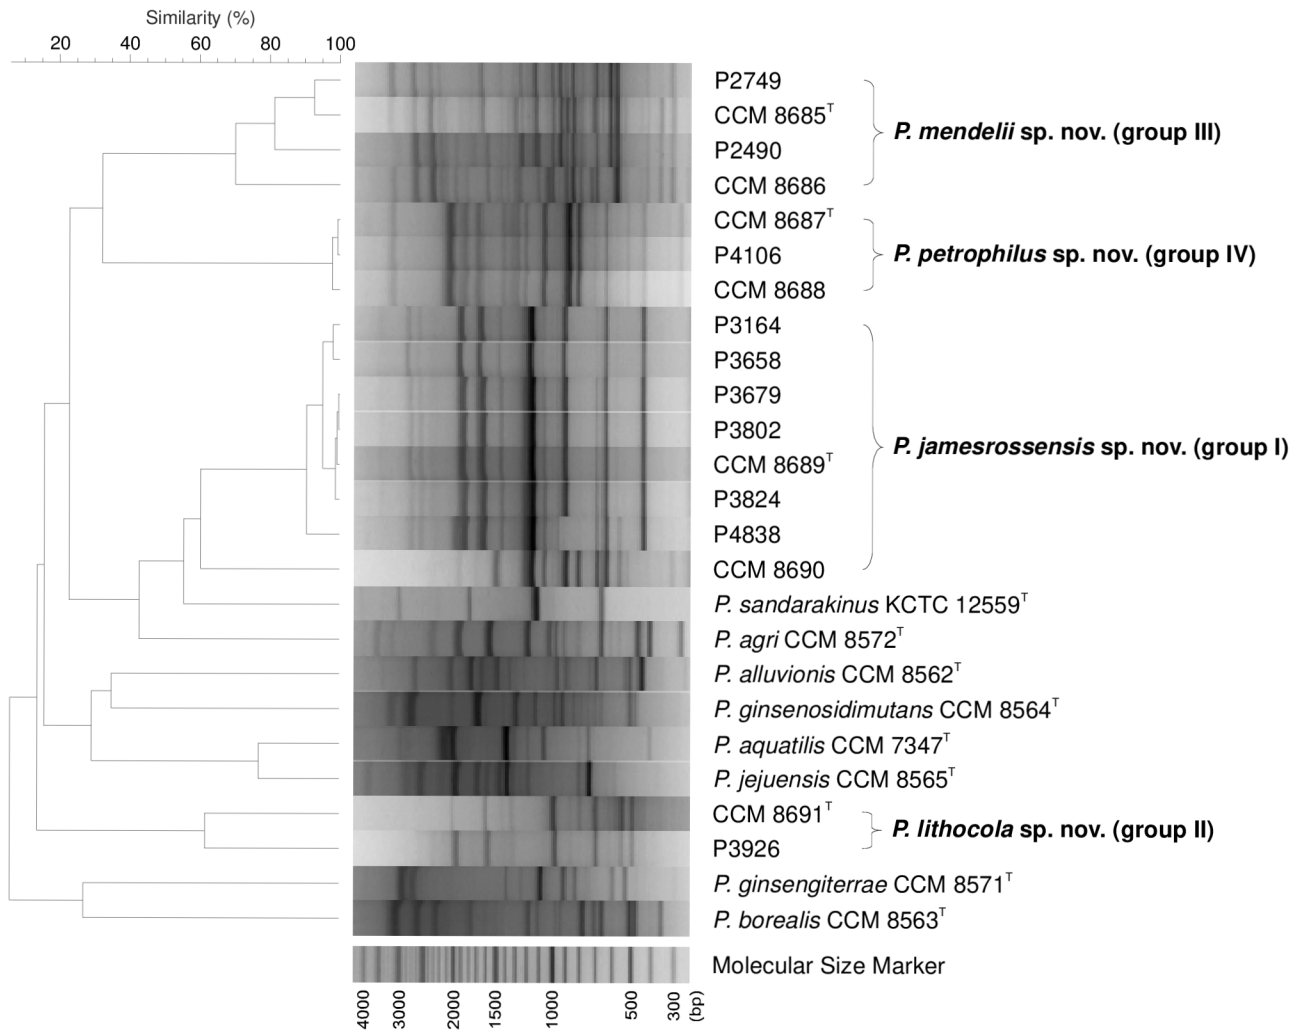 Similarity (%)
20 40 60 80 100
P2749
CCM 8685ᵀ
P. mendelii sp. nov. (group III)
P2490
CCM 8686
CCM 8687ᵀ
P4106
P. petrophilus sp. nov. (group IV)
CCM 8688
P3164
P3658
P3679
P3802
P. jamesrossensis sp. nov. (group I)
CCM 8689ᵀ
P3824
P4838
CCM 8690
P. sandarakinus KCTC 12559ᵀ
P. agri CCM 8572ᵀ
P. alluvionis CCM 8562ᵀ
P. ginsenosidimutans CCM 8564ᵀ
P. aquatilis CCM 7347ᵀ
P. jejuensis CCM 8565ᵀ
CCM 8691ᵀ
P. lithocola sp. nov. (group II)
P3926
P. ginsengiterrae CCM 8571ᵀ
P. borealis CCM 8563ᵀ
Molecular Size Marker
4000 3000 2000 1500 1000 500 300 (bp)